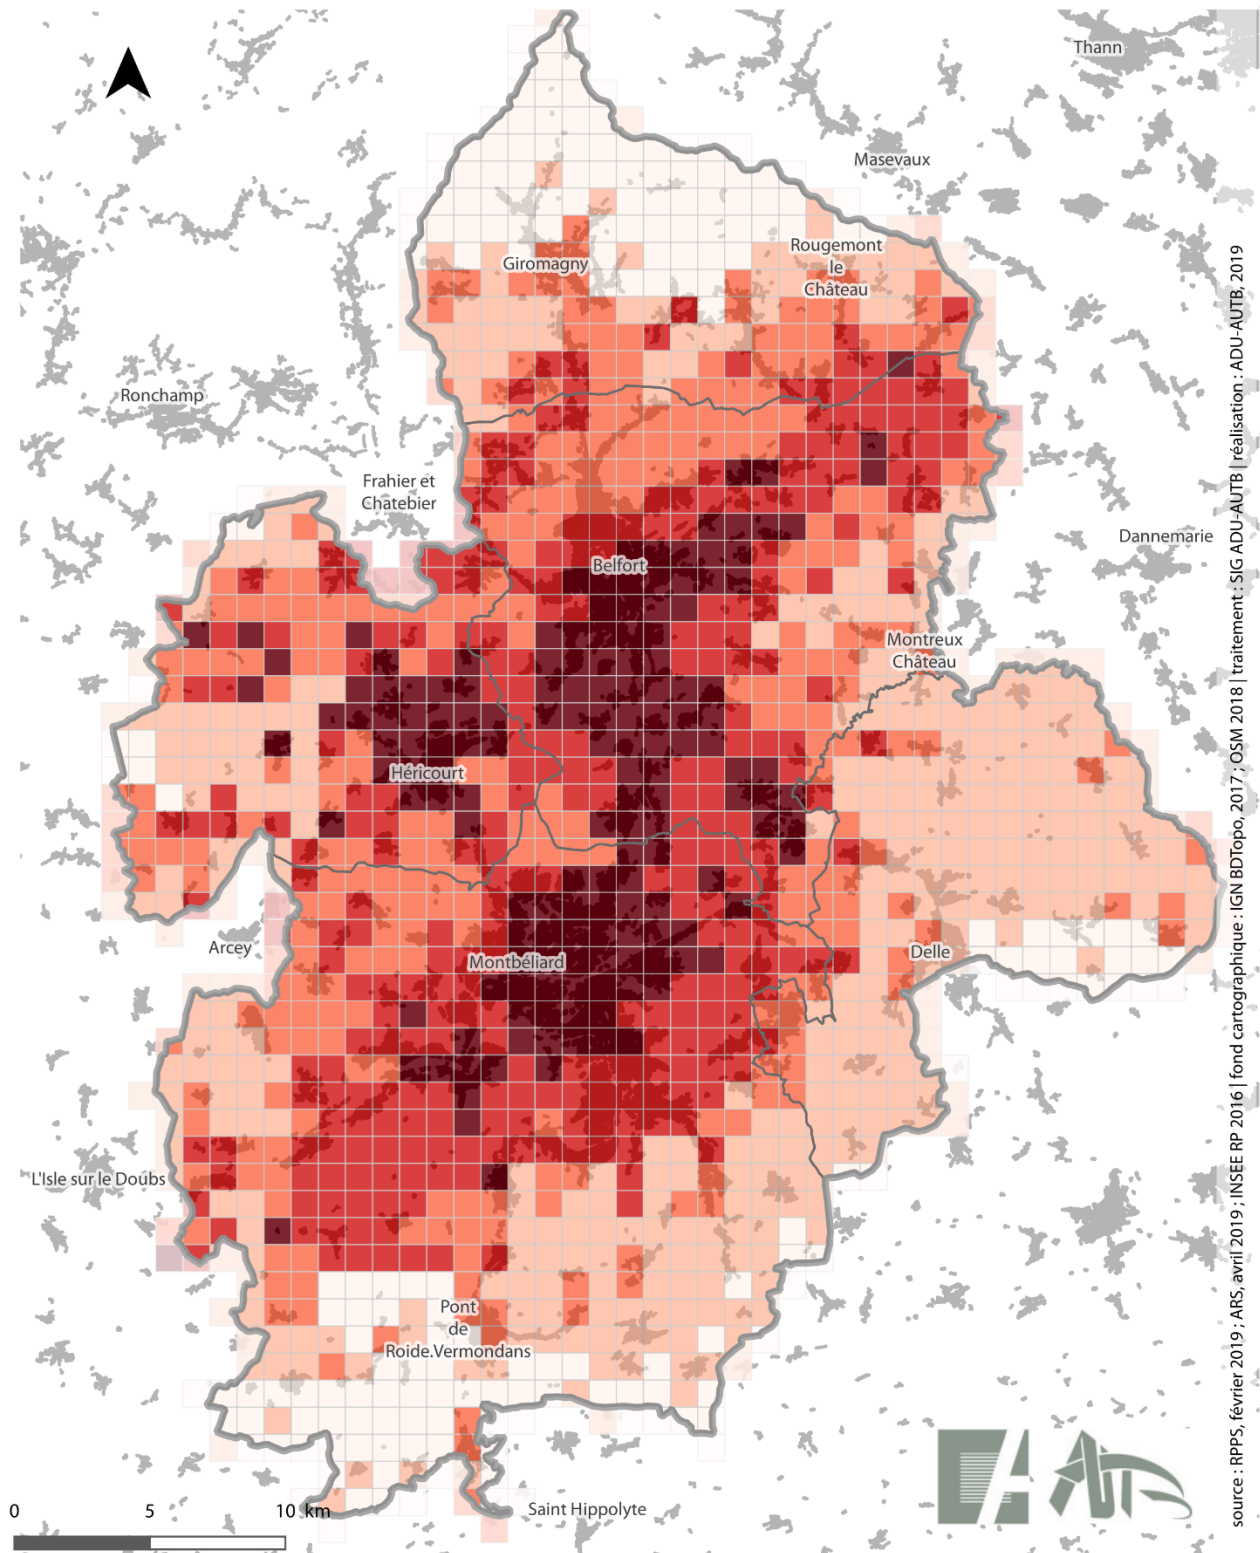 Thann
Masevaux
Rougemont
le
Château
Giromagny
Ronchamp
Frahier et
Chatebier
Dannemarie
Belfort
Montreux
Château
Héricourt
Arcey
Delle
Montbéliard
L'Isle sur le Doubs
Pont
de
Roide.Vermondans
Saint Hippolyte
0 5 10 km
source : RPPS, février 2019 ; ARS, avril 2019 ; INSEE RP 2016 | fond cartographique : IGN BDTopo, 2017 ; OSM 2018 | traitement : SIG ADU-AUTB | réalisation : ADU-AUTB, 2019